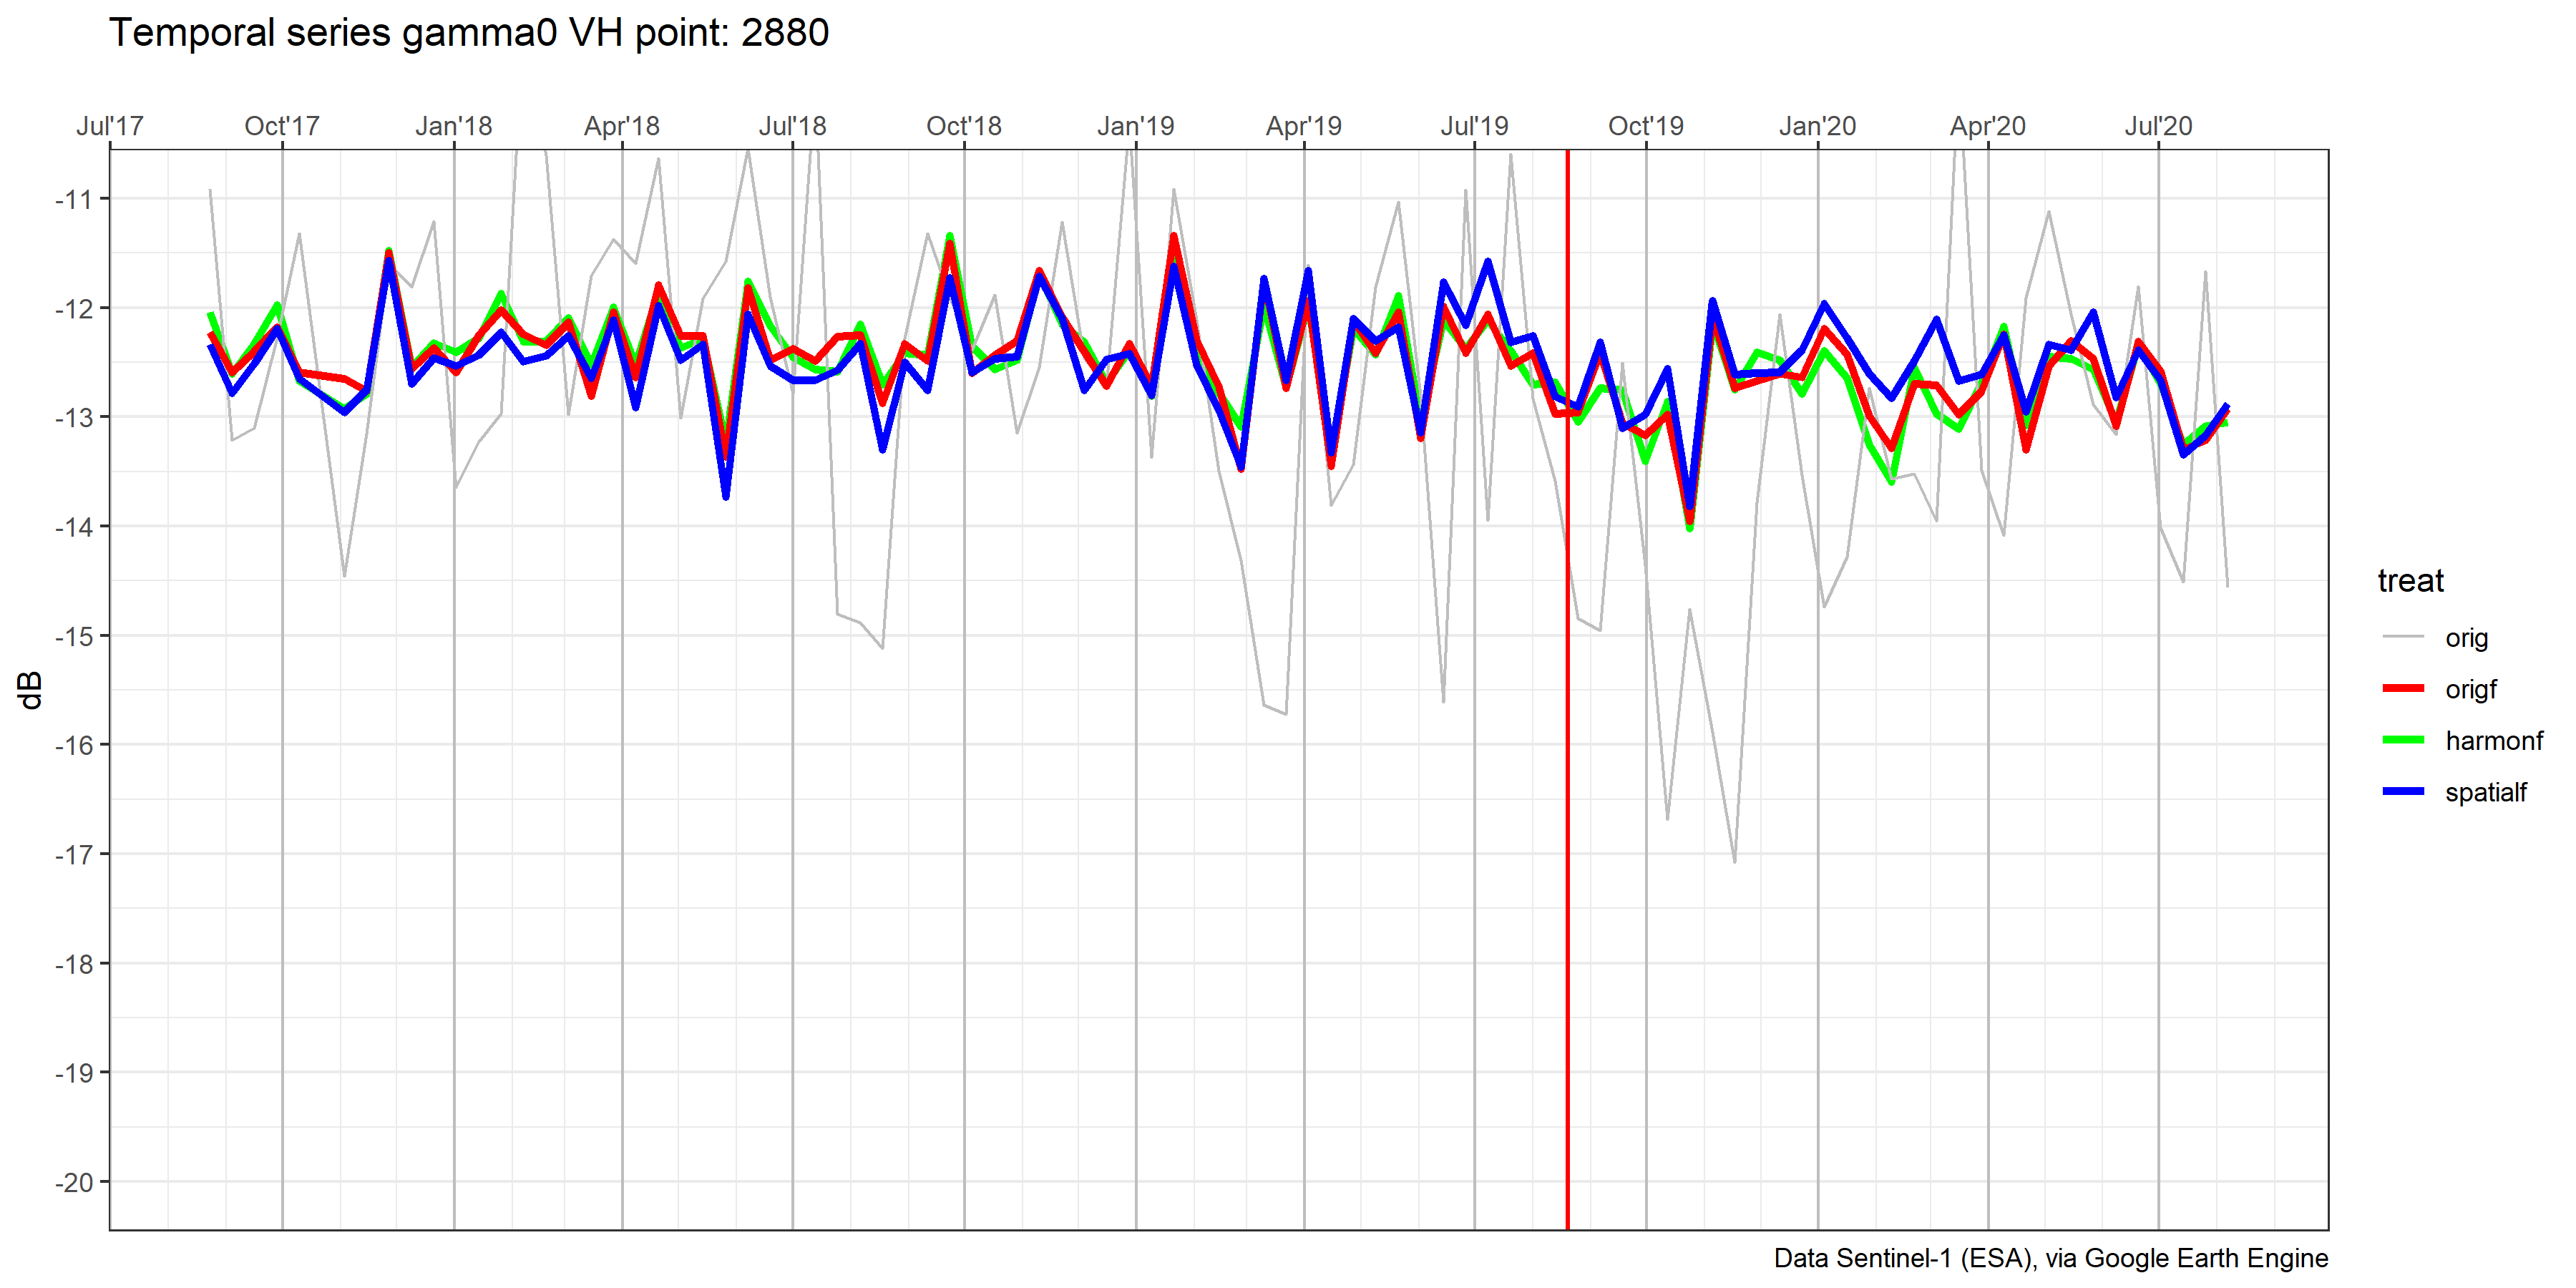 Temporal series gamma0 VH point: 2880
Jul'17 Oct'17 Jan'18 Apr'18 Jul'18 Oct'18 Jan'19 Apr'19 Jul'19 Oct'19 Jan'20 Apr'20 Jul'20
-11
-12
-13
-14
-15
-16
-17
-18
-19
-20
dB
treat
orig
origf
harmonf
spatialf
Data Sentinel-1 (ESA), via Google Earth Engine